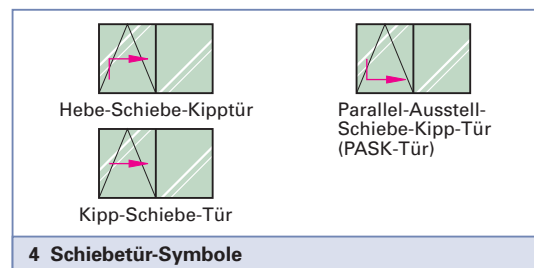 Hebe-Schiebe-Kipptür
Parallel-Ausstell-
Schiebe-Kipp-Tür
(PASK-Tür)
Kipp-Schiebe-Tür
4 Schiebetür-Symbole